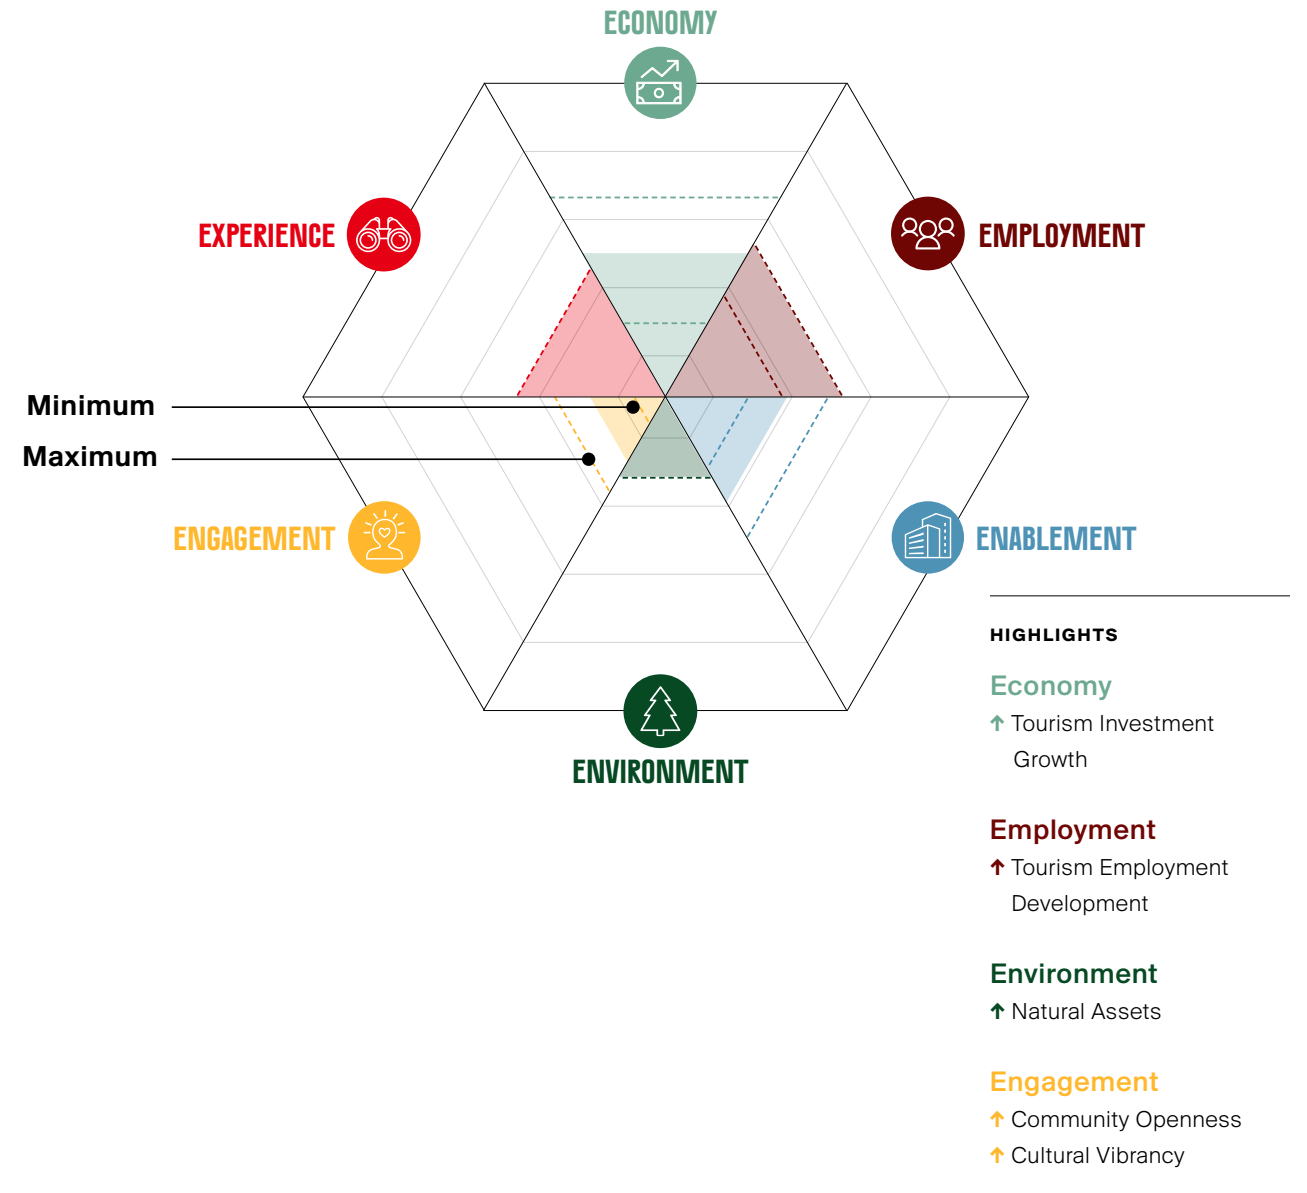 ECONOMY
EXPERIENCE
EMPLOYMENT
Minimum
Maximum
ENGAGEMENT
ENABLEMENT
ENVIRONMENT
HIGHLIGHTS
Economy
↑ Tourism Investment
Growth
Employment
↑ Tourism Employment
Development
Environment
↑ Natural Assets
Engagement
↑ Community Openness
↑ Cultural Vibrancy